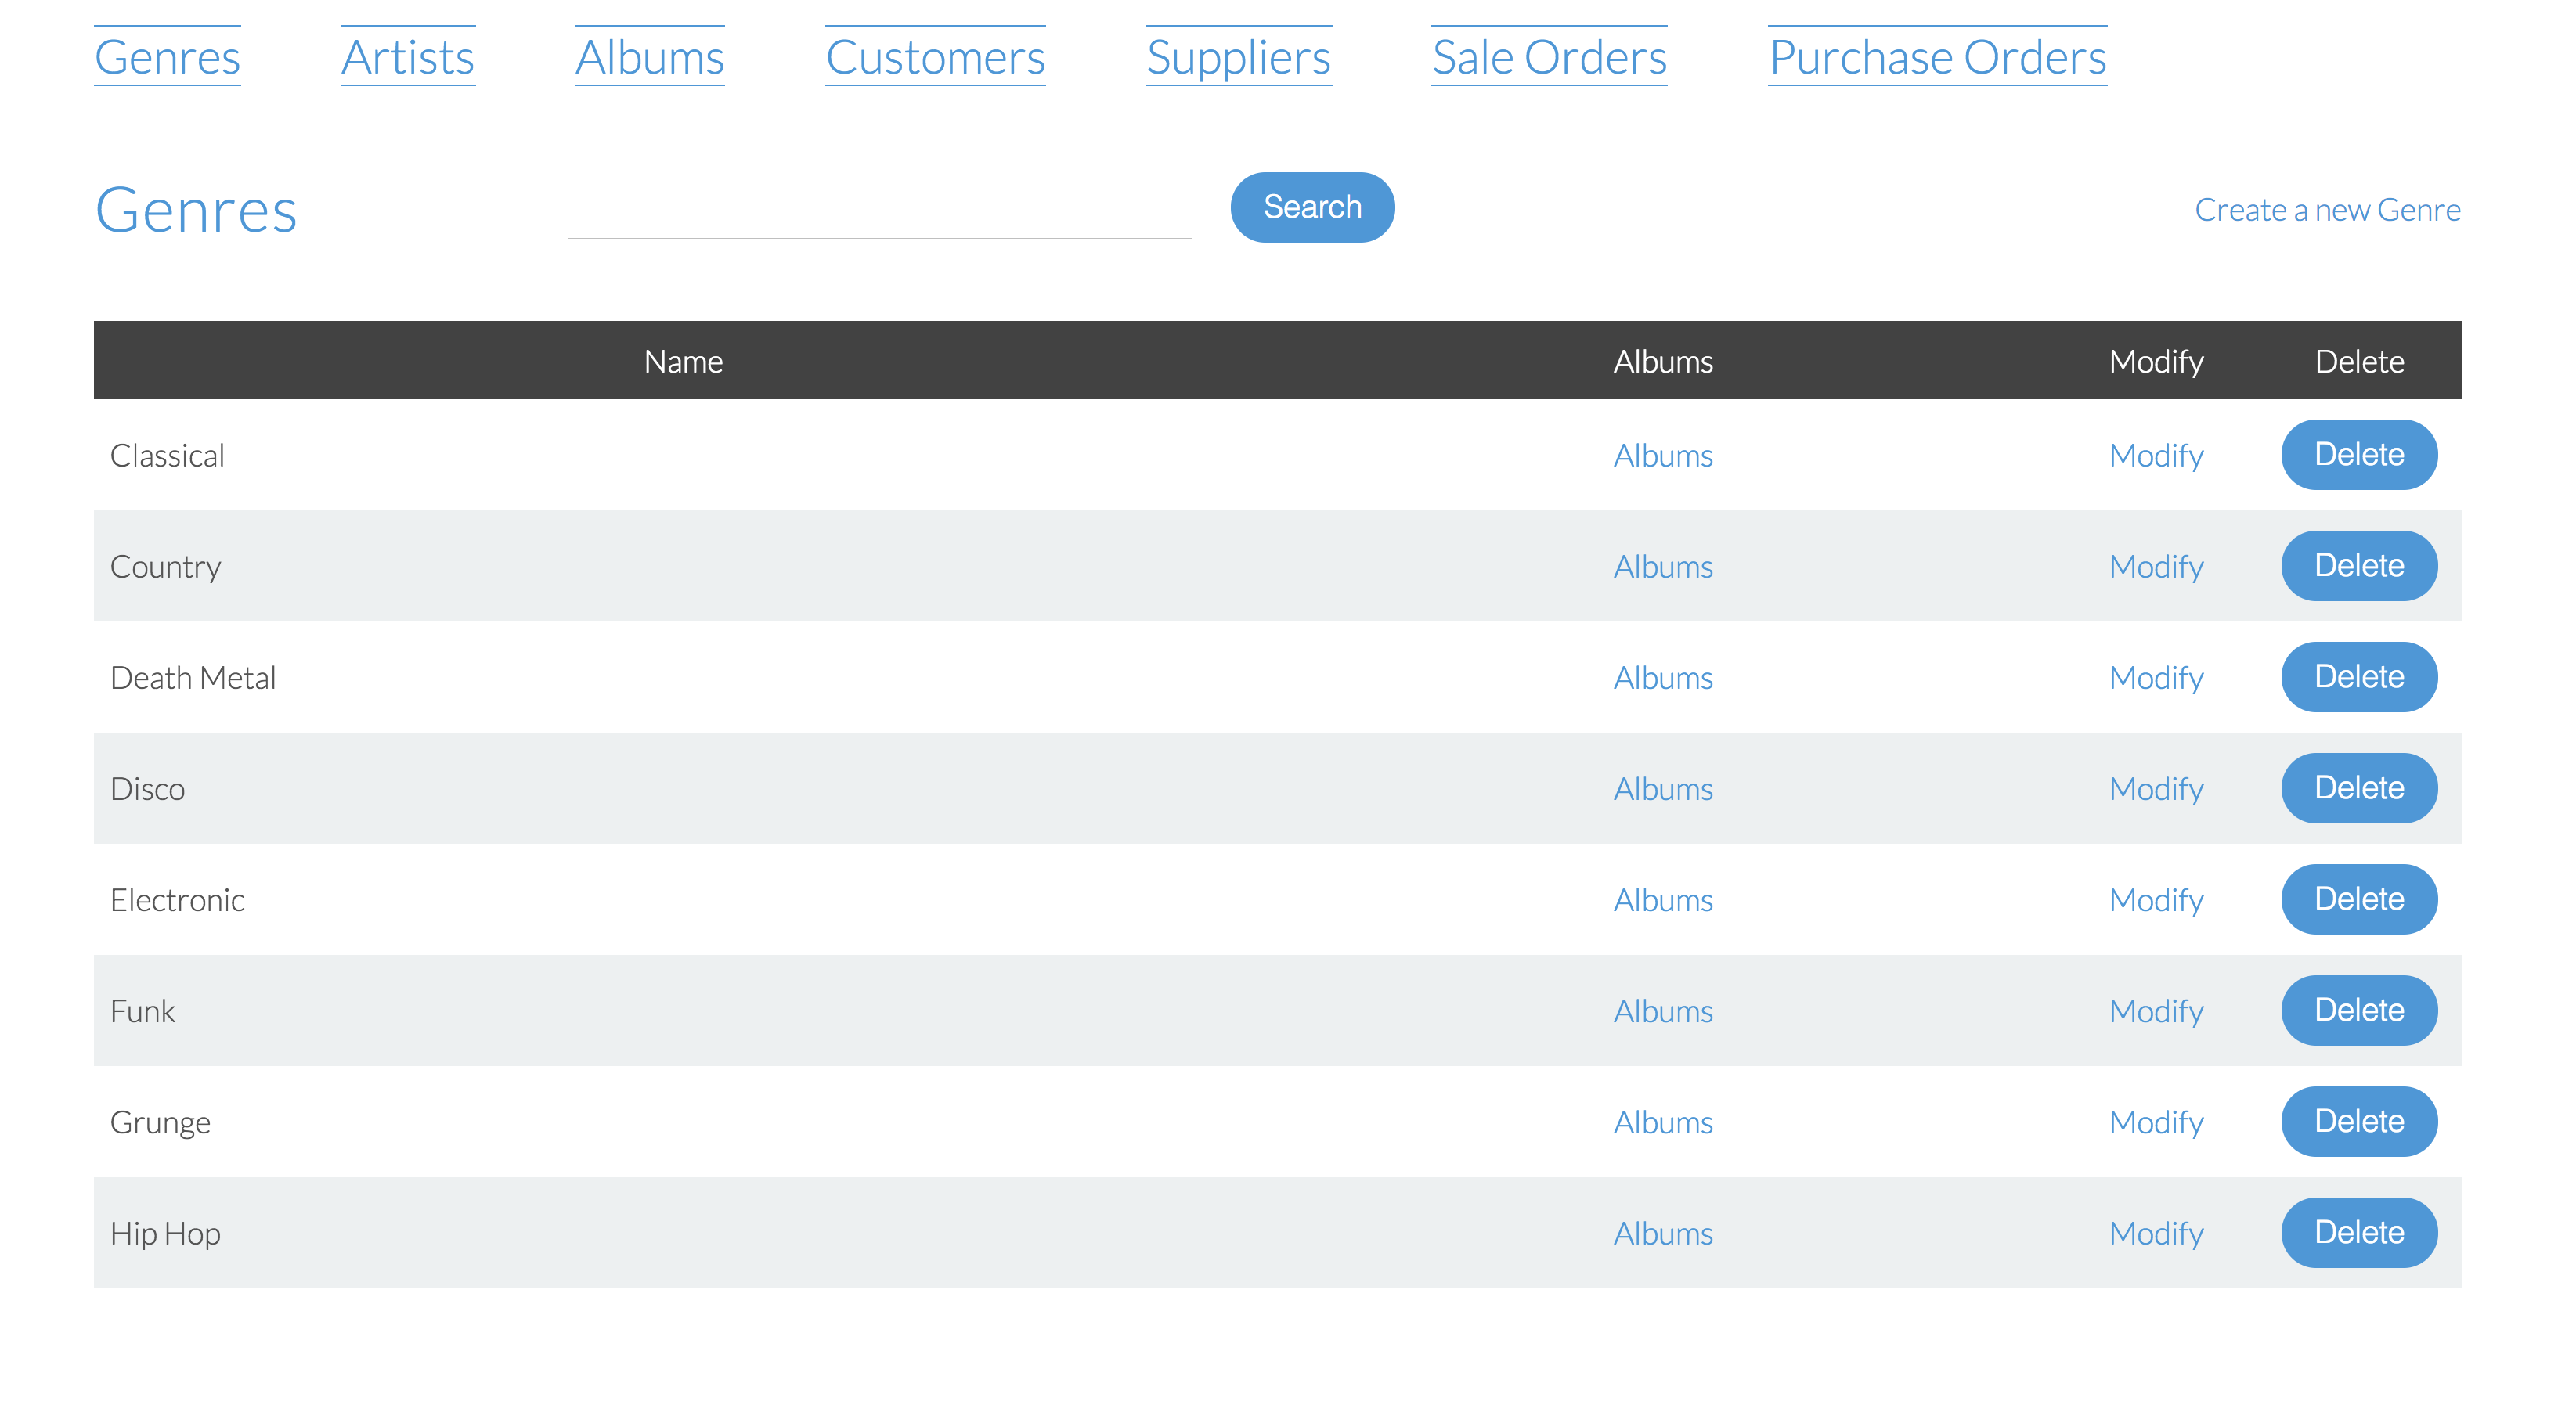 Genres Artists Albums Customers Suppliers Sale Orders Purchase Orders
Genres Search Create a new Genre
Name Albums Modify Delete
Classical Albums Modify Delete
Country Albums Modify Delete
Death Metal Albums Modify Delete
Disco Albums Modify Delete
Electronic Albums Modify Delete
Funk Albums Modify Delete
Grunge Albums Modify Delete
Hip Hop Albums Modify Delete